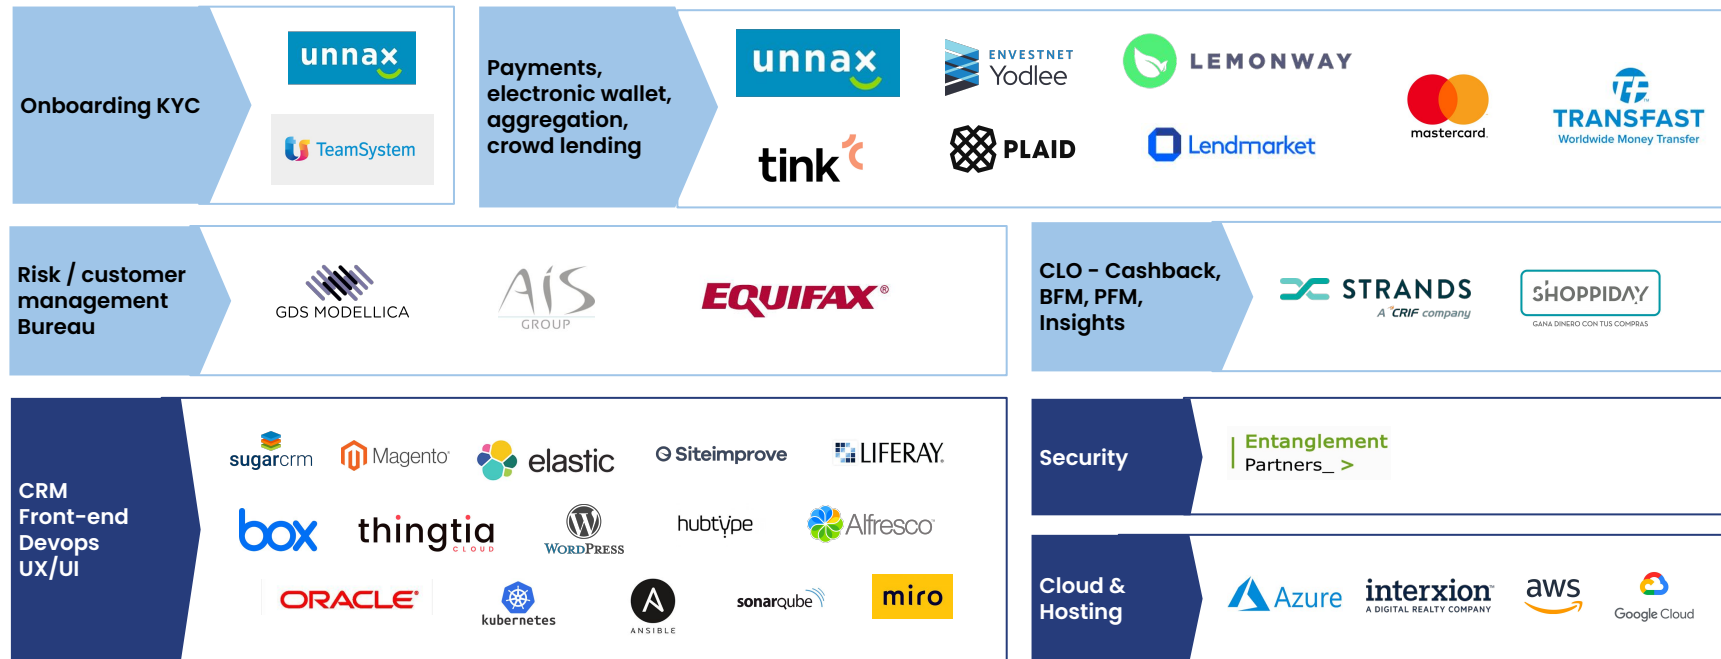 Onboarding KYC
unnax
TeamSystem
Payments,
electronic wallet,
aggregation,
crowd lending
unnax
ENVESTNET
Yodlee
LEMONWAY
mastercard.
TRANSFAST
Worldwide Money Transfer
tink
PLAID
Lendmarket
Risk / customer
management
Bureau
GDS MODELLICA
AiS
GROUP
EQUIFAX®
CLO - Cashback,
BFM, PFM,
Insights
STRANDS
A CRIF company
SHOPPIDAY
GANA DINERO CON TUS COMPRAS
CRM
Front-end
Devops
UX/UI
sugarcrm
Magento®
elastic
Siteimprove
LIFERAY.
box
thingtia
CLOUD
WORDPRESS
hubtype
Alfresco
ORACLE®
kubernetes
ANSIBLE
sonarqube
miro
Security
Entanglement
Partners_ >
Cloud &
Hosting
Azure
interxion™
A DIGITAL REALTY COMPANY
aws
Google Cloud